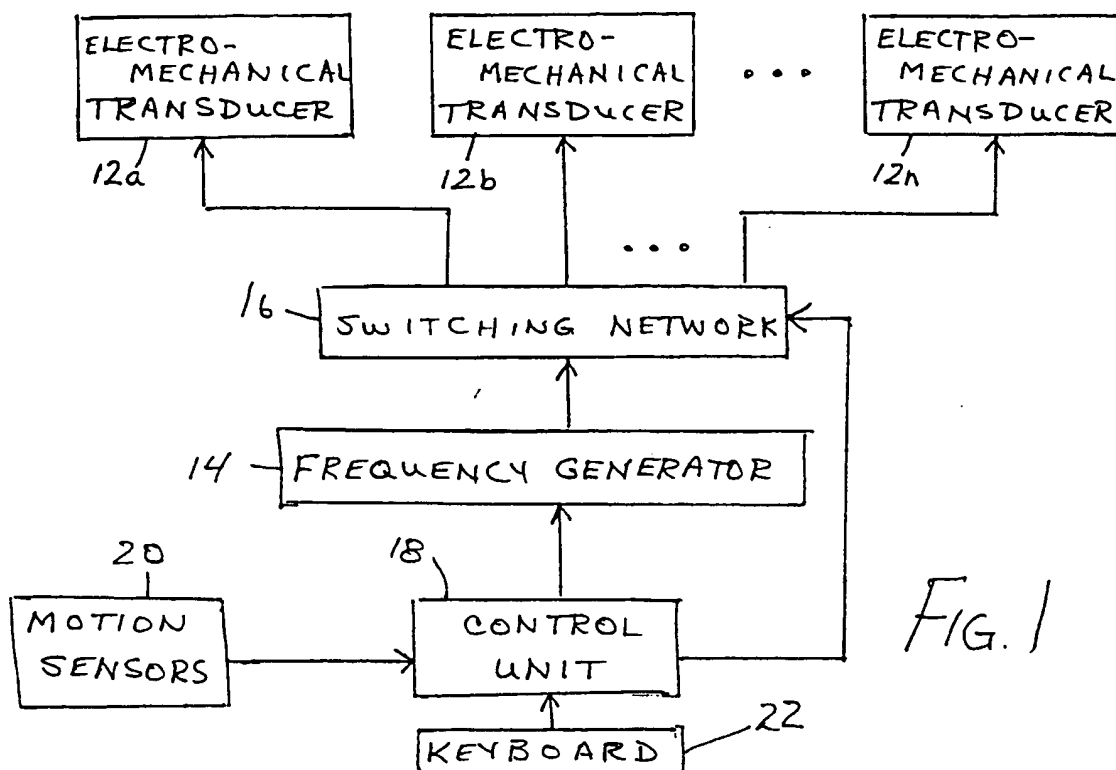 ELECTRO-
MECHANICAL
TRANSDUCER
ELECTRO-
MECHANICAL
TRANSDUCER
• • •
ELECTRO-
MECHANICAL
TRANSDUCER
12a
12b
12n
• • •
16
SWITCHING NETWORK
14
FREQUENCY GENERATOR
20
18
MOTION
SENSORS
CONTROL
UNIT
FIG. 1
22
KEYBOARD